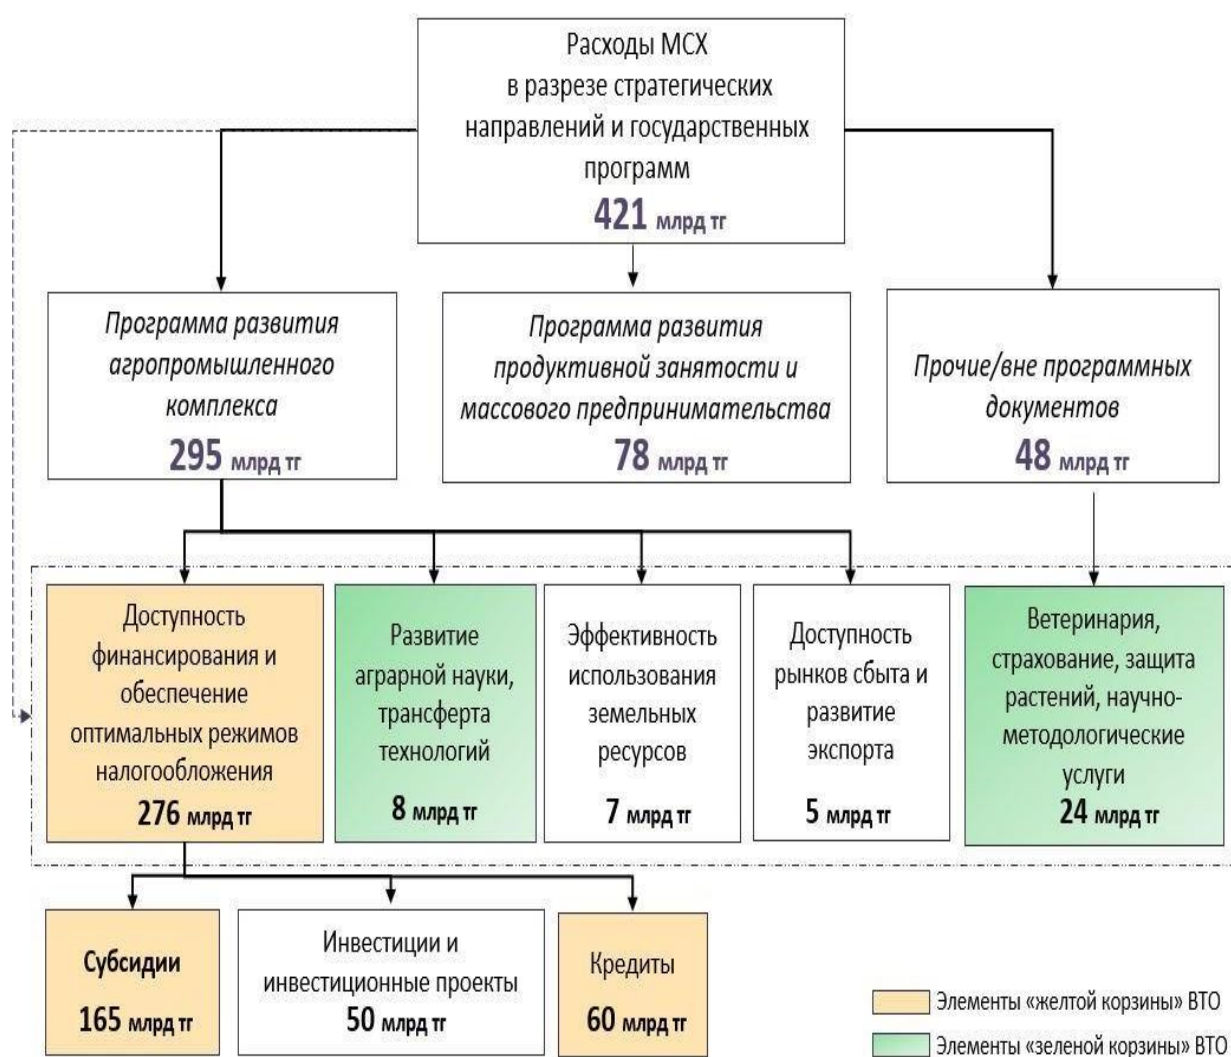 Расходы МСХ
в разрезе стратегических
направлений и государственных
программ
421 млрд тг
Программа развития
агропромышленного
комплекса
295 млрд тг
Программа развития
продуктивной занятости и
массового предпринимательства
78 млрд тг
Прочие/вне программных
документов
48 млрд тг
Доступность
финансирования и
обеспечение
оптимальных режимов
налогообложения
276 млрд тг
Развитие
аграрной науки,
трансферта
технологий
8 млрд тг
Эффективность
использования
земельных
ресурсов
7 млрд тг
Доступность
рынков сбыта и
развитие
экспорта
5 млрд тг
Ветеринария,
страхование, защита
растений, научно-
методологические
услуги
24 млрд тг
Субсидии
165 млрд тг
Инвестиции и
инвестиционные проекты
50 млрд тг
Кредиты
60 млрд тг
Элементы «желтой корзины» ВТО
Элементы «зеленой корзины» ВТО